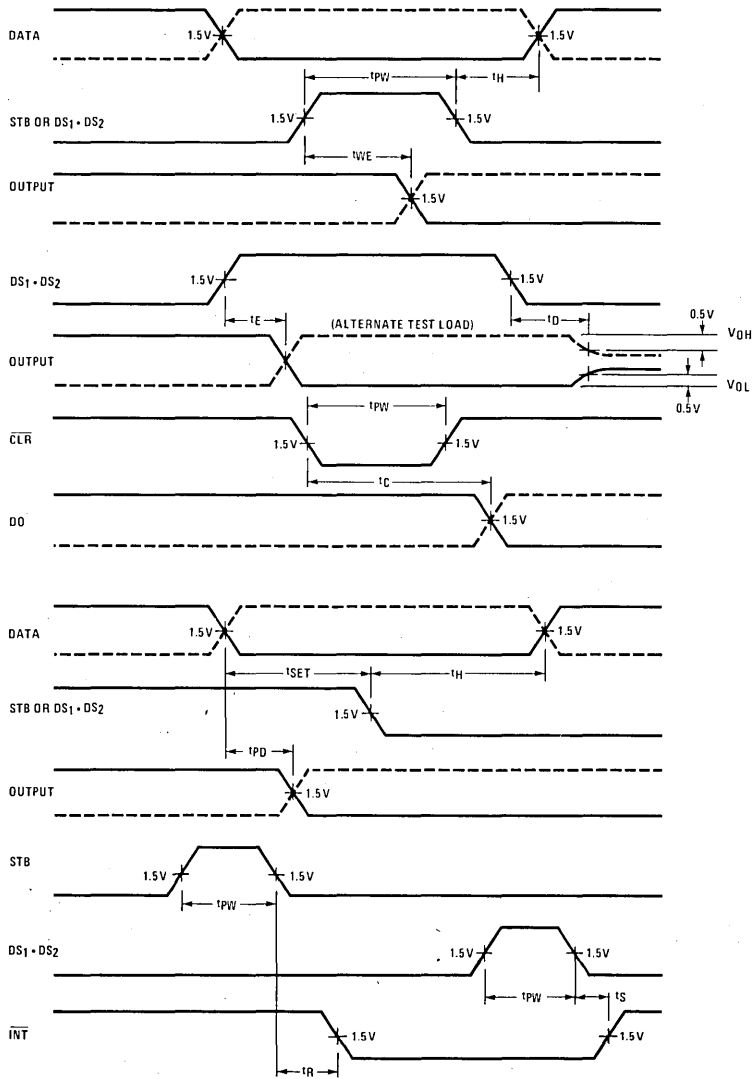 DATA 1.5V 1.5V
tPW tH
STB OR DS1 • DS2 1.5V 1.5V
tWE
OUTPUT 1.5V
DS1 • DS2 1.5V 1.5V
tE tD 0.5V
(ALTERNATE TEST LOAD) VOH
OUTPUT
VOL
0.5V
tPW
CLR 1.5V 1.5V
tC
DO 1.5V
DATA 1.5V 1.5V
tSET tH
STB OR DS1 • DS2 1.5V
tPD
OUTPUT 1.5V
STB 1.5V 1.5V
tPW
DS1 • DS2 1.5V 1.5V
tPW tS
INT 1.5V 1.5V
tR